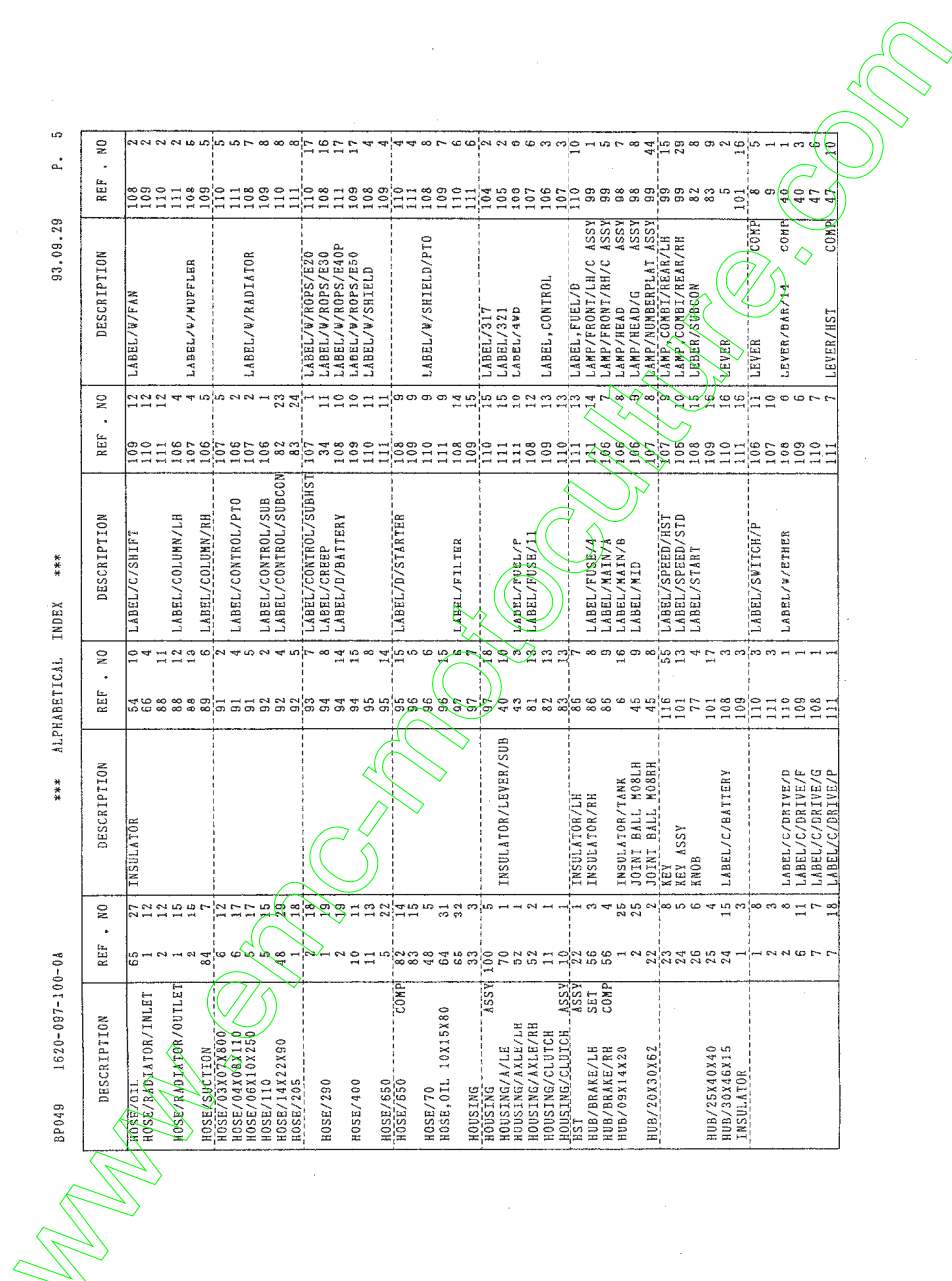 BP049 1620-097-100-0A *** ALPHABETICAL INDEX *** 93.09.29 P. 5
DESCRIPTION REF . NO DESCRIPTION REF . NO DESCRIPTION REF . NO DESCRIPTION REF . NO
HOSE/OIL 65 27 INSULATOR 54 10 LABEL/C/SHIFT 109 12 LABEL/W/FAN 108 2
HOSE/RADIATOR/INLET 1 12 66 4 110 12 109 2
2 12 88 11 111 12 110 2
HOSE/RADIATOR/OUTLET 1 15 88 12 LABEL/COLUMN/LH 106 4 111 2
2 15 88 13 107 4 LABEL/W/MUFFLER 108 5
HOSE/SUCTION 84 7 89 6 LABEL/COLUMN/RH 106 5 109 5
HOSE/03X07X800 6 12 91 2 107 5 110 5
HOSE/04X08X110 6 17 91 4 LABEL/CONTROL/PTO 106 2 111 5
HOSE/06X10X250 5 17 91 5 107 2 LABEL/W/RADIATOR 108 7
HOSE/110 5 15 92 2 LABEL/CONTROL/SUB 106 1 109 8
HOSE/14X22X90 48 29 92 4 LABEL/CONTROL/SUBCON 82 23 110 8
HOSE/205 1 18 92 5 83 24 111 8
2 18 93 7 LABEL/CONTROL/SUBHST 107 1 LABEL/W/ROPS/E20 110 17
HOSE/290 1 19 94 8 LABEL/CREEP 34 11 LABEL/W/ROPS/E30 108 16
2 19 94 14 LABEL/D/BATTERY 108 10 LABEL/W/ROPS/E40P 111 17
HOSE/400 10 11 94 15 109 10 LABEL/W/ROPS/E50 109 17
11 13 95 8 110 11 LABEL/W/SHIELD 108 4
HOSE/650 5 22 95 14 111 11 109 4
HOSE/650 COMP 82 14 95 15 LABEL/D/STARTER 108 9 110 4
83 15 96 5 109 9 111 4
HOSE/70 48 5 96 6 110 9 LABEL/W/SHIELD/PTO 108 8
HOSE,OIL 10X15X80 64 31 96 15 111 9 109 7
65 32 97 6 LABEL/FILTER 108 14 110 6
HOUSING 33 3 97 17 109 15 111 6
HOUSING ASSY 100 5 97 18 110 15 LABEL/317 104 2
HOUSING/A/LE 70 1 INSULATOR/LEVER/SUB 40 10 111 15 LABEL/321 105 2
HOUSING/AXLE/LH 52 1 43 3 LABEL/FUEL/P 111 10 LABEL/4WD 106 6
HOUSING/AXLE/RH 52 2 81 13 LABEL/FUSE/11 108 12 107 6
HOUSING/CLUTCH 11 1 82 13 109 13 LABEL,CONTROL 106 3
HOUSING/CLUTCH ASSY 10 1 83 13 110 13 107 3
HST ASSY 22 1 INSULATOR/LH 86 7 111 13 LABEL,FUEL/D 110 10
HUB/BRAKE/LH SET 56 3 INSULATOR/RH 86 8 LABEL/FUSE/4 111 14 LAMP/FRONT/LH/C ASSY 99 1
HUB/BRAKE/RH COMP 56 4 86 9 LABEL/MAIN/A 106 7 LAMP/FRONT/RH/C ASSY 99 5
HUB/09X14X20 1 25 INSULATOR/TANK 6 16 LABEL/MAIN/B 106 8 LAMP/HEAD ASSY 98 7
2 25 JOINT BALL M08LH 45 9 LABEL/MID 106 9 LAMP/HEAD/G ASSY 98 8
HUB/20X30X62 22 2 JOINT BALL M08RH 45 8 107 8 LAMP/NUMBERPLAT ASSY 99 44
23 8 KEY 116 55 LABEL/SPEED/HST 107 9 LAMP,COMBI/REAR/LH 99 15
24 5 KEY ASSY 101 13 LABEL/SPEED/STD 106 10 LAMP,COMBI/REAR/RH 99 29
26 6 KNOB 77 4 LABEL/START 108 15 LEBER/SUBCON 82 8
HUB/25X40X40 25 4 101 17 109 16 83 9
HUB/30X46X15 24 15 LABEL/C/BATTERY 108 3 110 16 LEVER 5 2
INSULATOR 1 3 109 3 111 16 101 16
1 8 110 3 LABEL/SWITCH/P 106 11 LEVER COMP 8 5
2 3 111 3 107 10 9 1
2 8 LABEL/C/DRIVE/D 110 1 LABEL/W/ETHER 108 6 LEVER/BAR/14 COMP 40 1
6 11 LABEL/C/DRIVE/F 109 1 109 6 40 3
7 7 LABEL/C/DRIVE/G 108 1 110 7 47 6
7 18 LABEL/C/DRIVE/P 111 1 111 7 LEVER/HST COMP 47 10
www.emc-motoculture.com